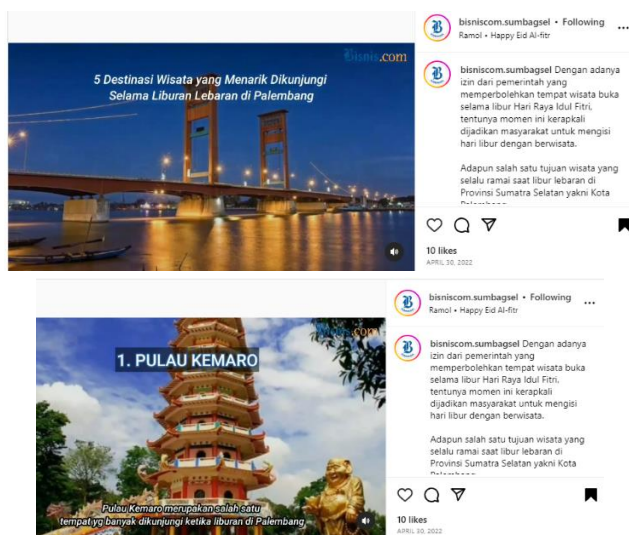 Bisnis.com
5 Destinasi Wisata yang Menarik Dikunjungi
Selama Liburan Lebaran di Palembang
bisniscom.sumbagsel • Following
Ramol • Happy Eid Al-fitr
bisniscom.sumbagsel Dengan adanya
izin dari pemerintah yang
memperbolehkan tempat wisata buka
selama libur Hari Raya Idul Fitri,
tentunya momen ini kerapkali
dijadikan masyarakat untuk mengisi
hari libur dengan berwisata.
Adapun salah satu tujuan wisata yang
selalu ramai saat libur lebaran di
Provinsi Sumatra Selatan yakni Kota
Palembang
10 likes
APRIL 30, 2022
Bisnis.com
1. PULAU KEMARO
Pulau Kemaro merupakan salah satu
tempat yg banyak dikunjungi ketika liburan di Palembang
bisniscom.sumbagsel • Following
Ramol • Happy Eid Al-fitr
bisniscom.sumbagsel Dengan adanya
izin dari pemerintah yang
memperbolehkan tempat wisata buka
selama libur Hari Raya Idul Fitri,
tentunya momen ini kerapkali
dijadikan masyarakat untuk mengisi
hari libur dengan berwisata.
Adapun salah satu tujuan wisata yang
selalu ramai saat libur lebaran di
Provinsi Sumatra Selatan yakni Kota
10 likes
APRIL 30, 2022